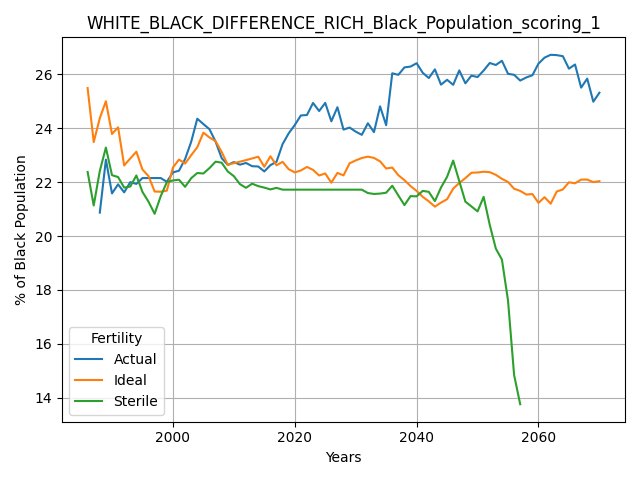 WHITE_BLACK_DIFFERENCE_RICH_Black_Population_scoring_1
% of Black Population
26
24
22
20
18
16
14
Fertility
Actual
Ideal
Sterile
2000
2020
2040
2060
Years